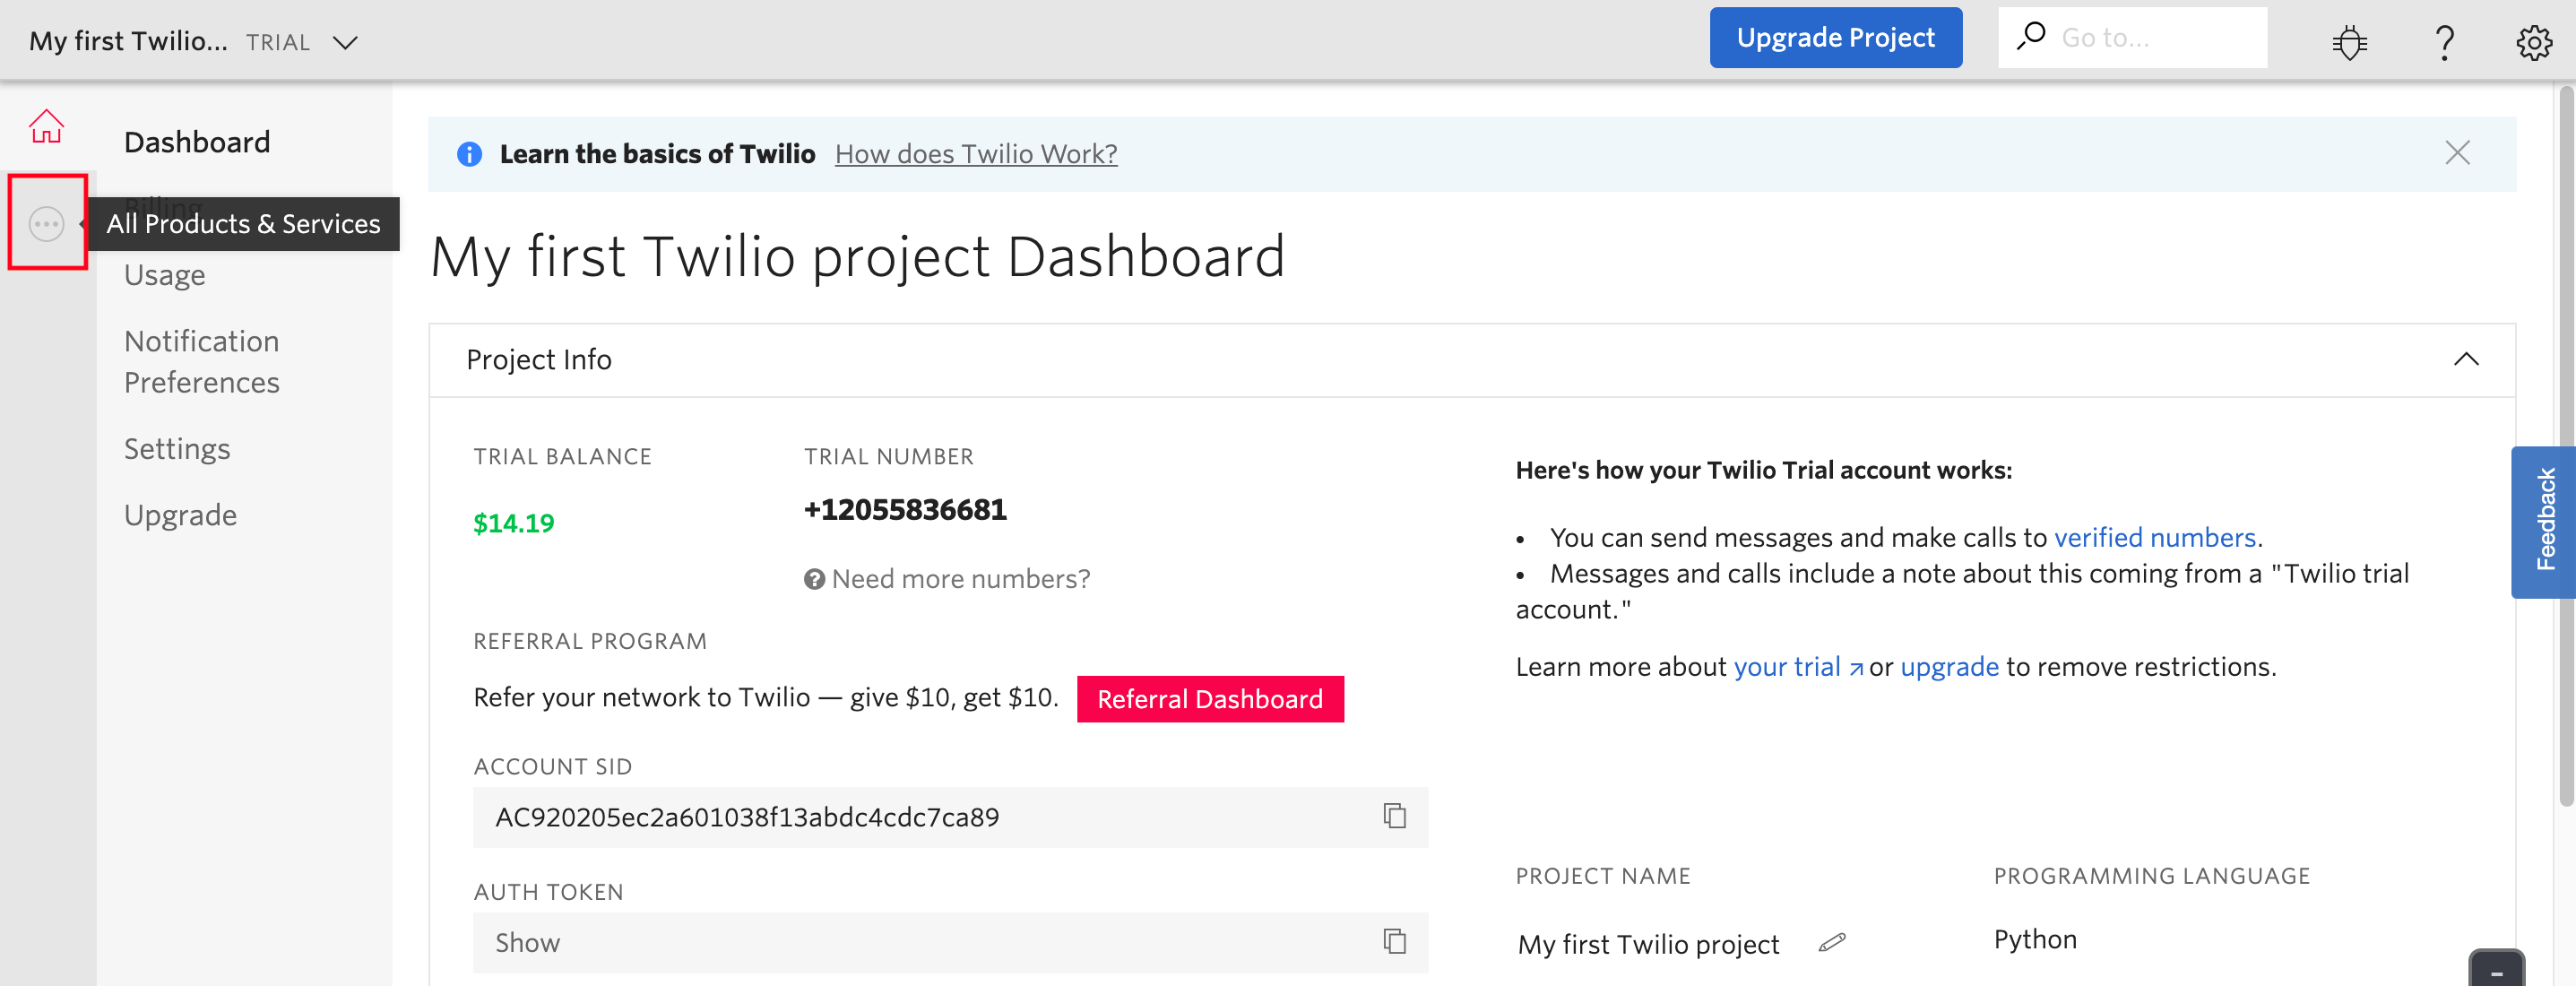 My first Twilio... TRIAL
Upgrade Project
Go to...
Dashboard
Billing
All Products & Services
Usage
Notification
Preferences
Settings
Upgrade
Learn the basics of Twilio How does Twilio Work?
My first Twilio project Dashboard
Project Info
TRIAL BALANCE
$14.19
TRIAL NUMBER
+12055836681
Need more numbers?
REFERRAL PROGRAM
Refer your network to Twilio — give $10, get $10. Referral Dashboard
ACCOUNT SID
AC920205ec2a601038f13abdc4cdc7ca89
AUTH TOKEN
Show
Here's how your Twilio Trial account works:
• You can send messages and make calls to verified numbers.
• Messages and calls include a note about this coming from a "Twilio trial
account."
Learn more about your trial or upgrade to remove restrictions.
PROJECT NAME
My first Twilio project
PROGRAMMING LANGUAGE
Python
Feedback